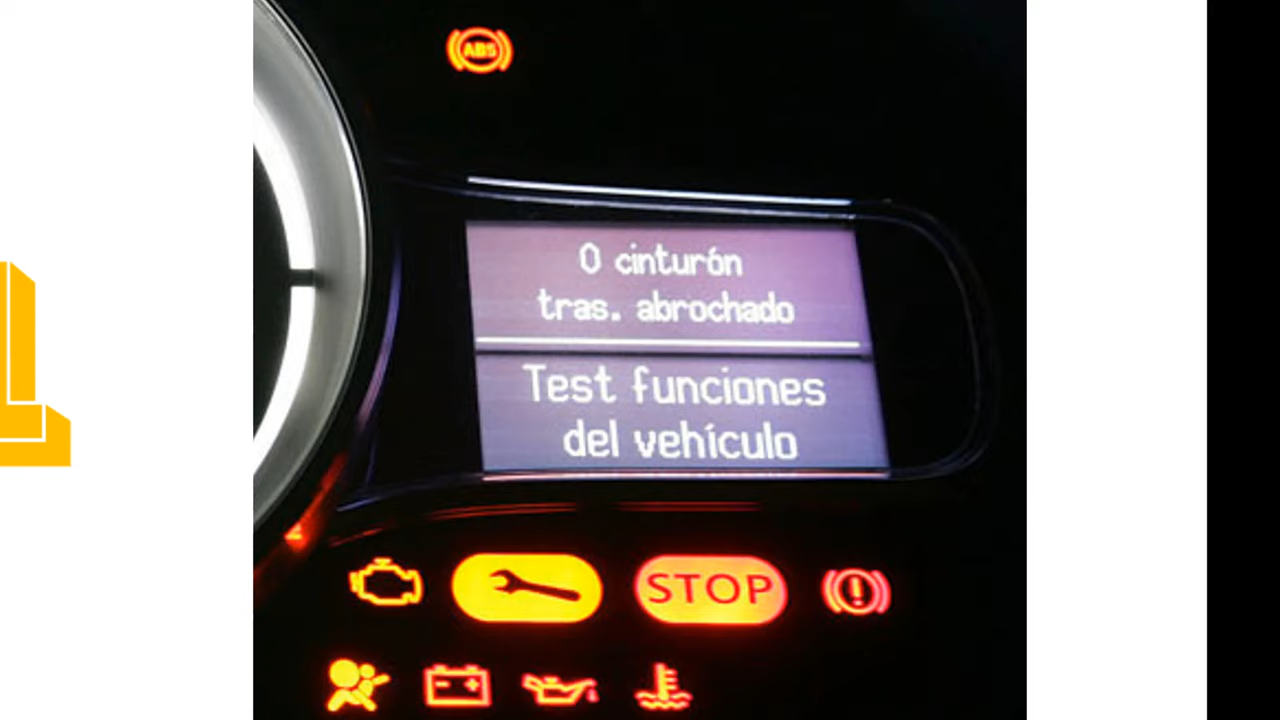 ABS
0 cinturón
tras. abrochado
Test funciones
del vehículo
STOP